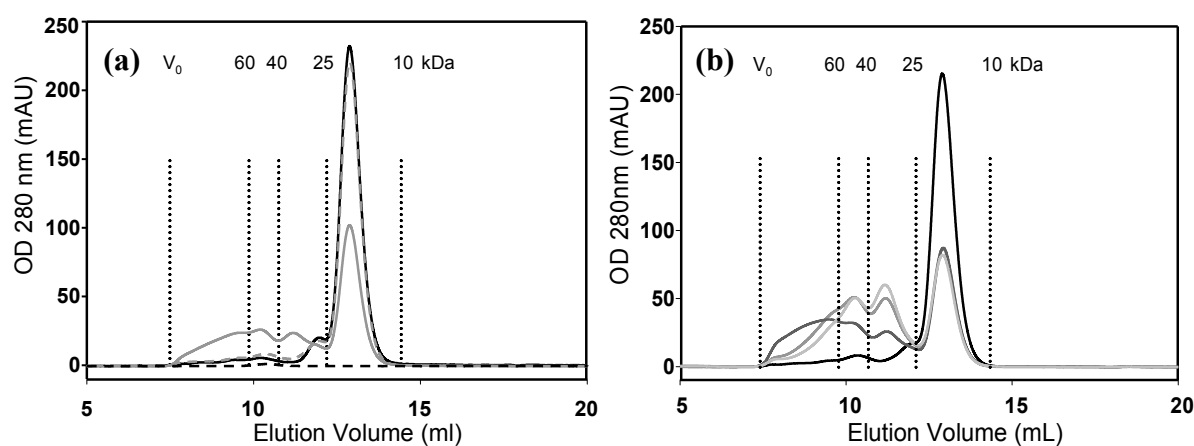 (a) V0 60 40 25 10 kDa
250
200
150
100
50
0
5 10 15 20
OD 280 nm (mAU)
Elution Volume (ml)
(b) V0 60 40 25 10 kDa
250
200
150
100
50
0
5 10 15 20
OD 280nm (mAU)
Elution Volume (mL)